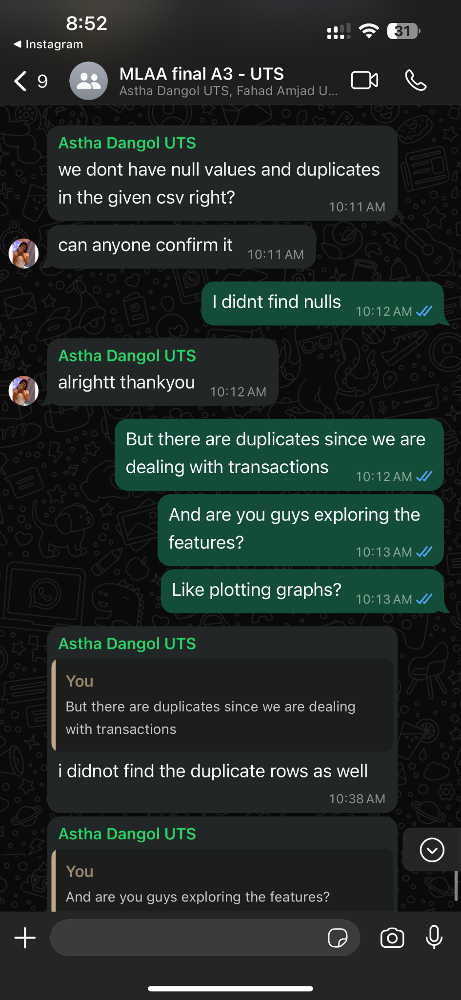 8:52
31
◀ Instagram
9
MLAA final A3 - UTS
Astha Dangol UTS, Fahad Amjad U...
Astha Dangol UTS
we dont have null values and duplicates
in the given csv right?
10:11 AM
can anyone confirm it
10:11 AM
I didnt find nulls
10:12 AM
Astha Dangol UTS
alrightt thankyou
10:12 AM
But there are duplicates since we are
dealing with transactions
10:12 AM
And are you guys exploring the
features?
10:13 AM
Like plotting graphs?
10:13 AM
Astha Dangol UTS
You
But there are duplicates since we are dealing
with transactions
i didnot find the duplicate rows as well
10:38 AM
Astha Dangol UTS
You
And are you guys exploring the features?